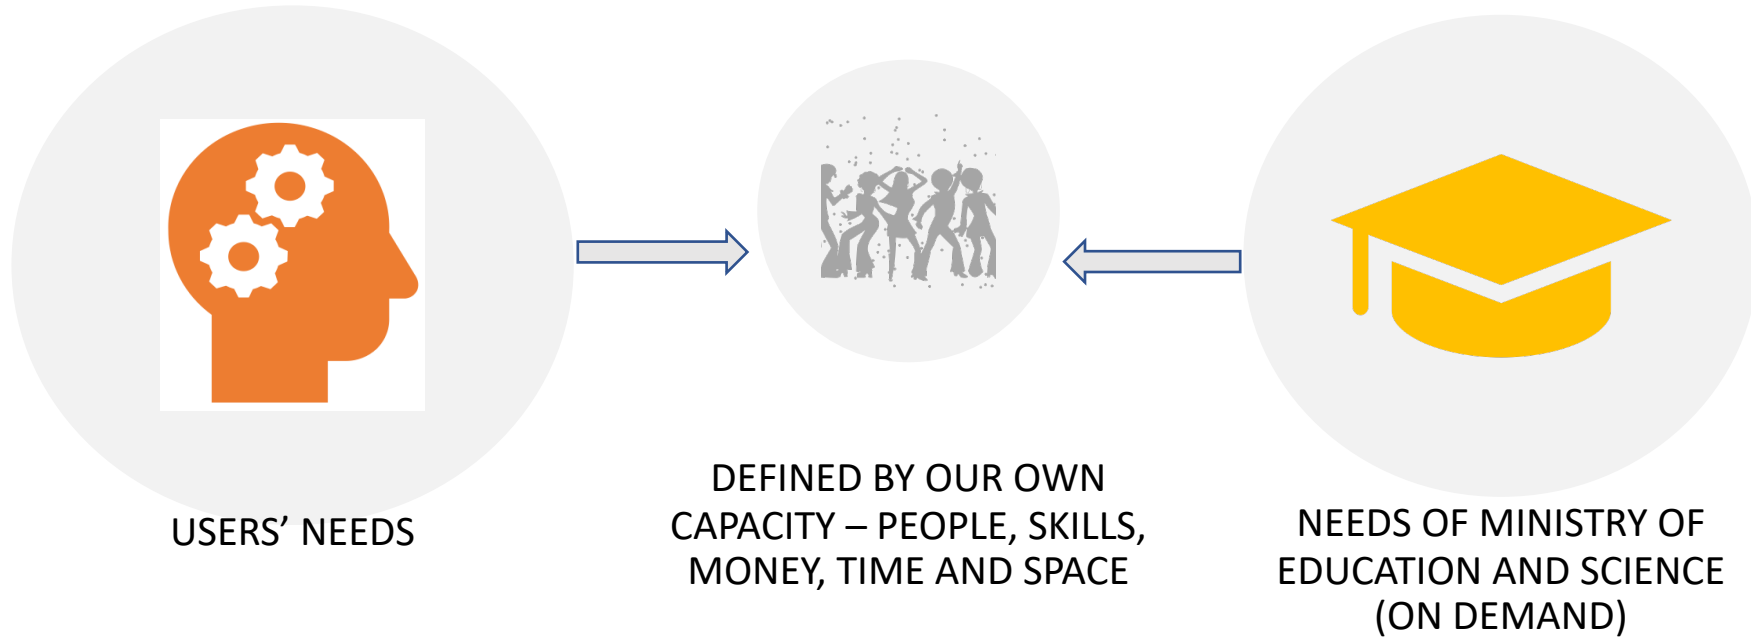 USERS’ NEEDS
DEFINED BY OUR OWN
CAPACITY – PEOPLE, SKILLS,
MONEY, TIME AND SPACE
NEEDS OF MINISTRY OF
EDUCATION AND SCIENCE
(ON DEMAND)